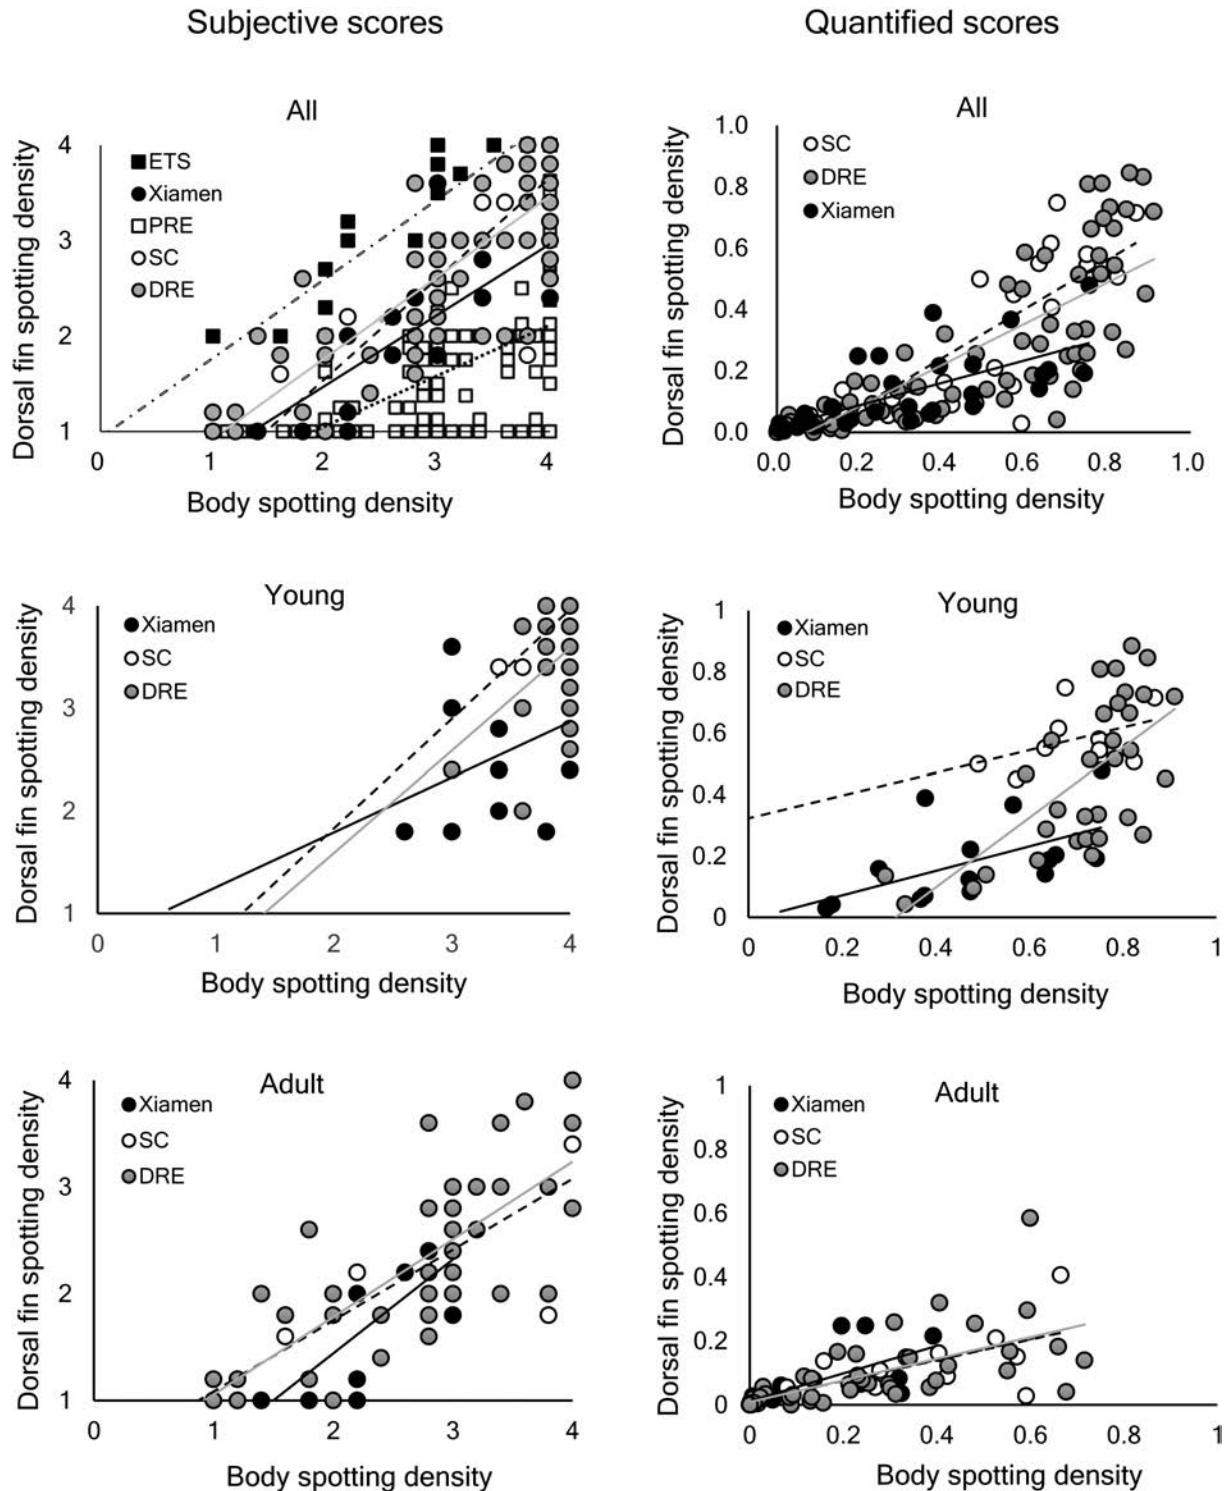 Subjective scores
Quantified scores
All
Dorsal fin spotting density
4
3
2
1
ETS
Xiamen
PRE
SC
DRE
0
1
2
3
4
Body spotting density
All
Dorsal fin spotting density
1.0
0.8
0.6
0.4
0.2
0.0
SC
DRE
Xiamen
0.0
0.2
0.4
0.6
0.8
1.0
Body spotting density
Young
Dorsal fin spotting density
4
3
2
1
Xiamen
SC
DRE
0
1
2
3
4
Body spotting density
Young
Dorsal fin spotting density
1
0.8
0.6
0.4
0.2
0
Xiamen
SC
DRE
0
0.2
0.4
0.6
0.8
1
Body spotting density
Adult
Dorsal fin spotting density
4
3
2
1
Xiamen
SC
DRE
0
1
2
3
4
Body spotting density
Adult
Dorsal fin spotting density
1
0.8
0.6
0.4
0.2
0
Xiamen
SC
DRE
0
0.2
0.4
0.6
0.8
1
Body spotting density